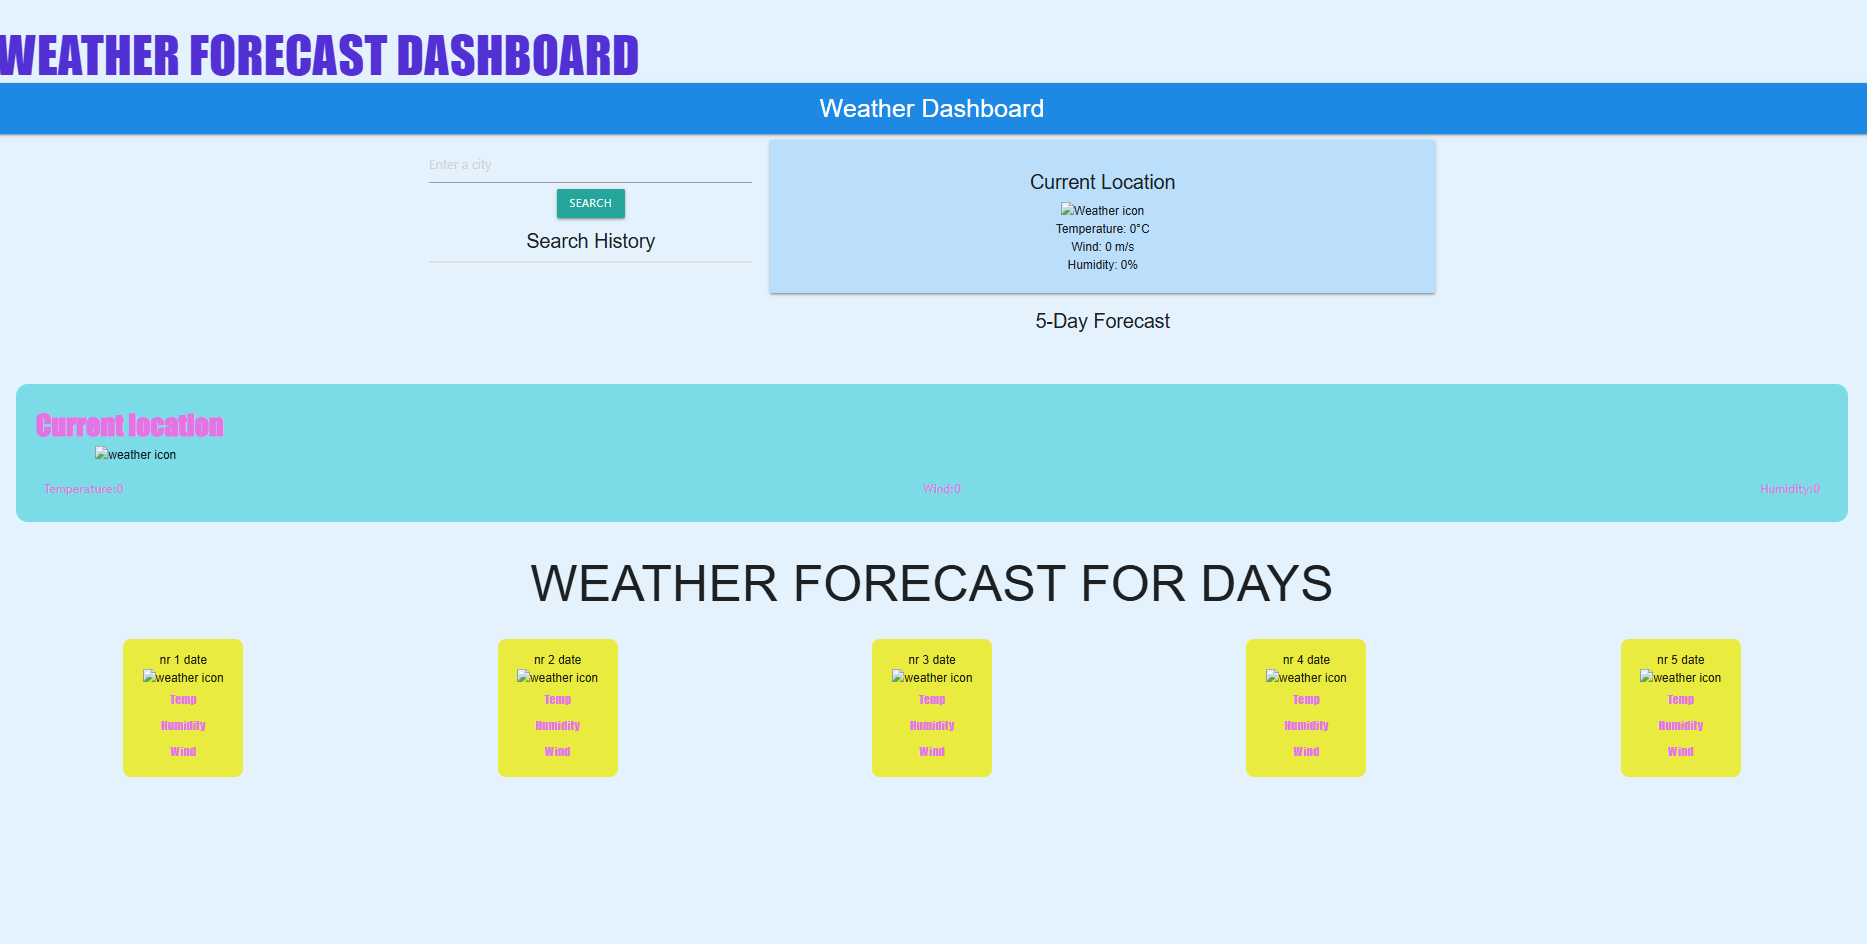 WEATHER FORECAST DASHBOARD
Weather Dashboard
Enter a city
SEARCH
Search History
Current Location
Weather icon
Temperature: 0°C
Wind: 0 m/s
Humidity: 0%
5-Day Forecast
Current location
weather icon
Temperature:0
Wind:0
Humidity:0
WEATHER FORECAST FOR DAYS
nr 1 date
weather icon
Temp
Humidity
Wind
nr 2 date
weather icon
Temp
Humidity
Wind
nr 3 date
weather icon
Temp
Humidity
Wind
nr 4 date
weather icon
Temp
Humidity
Wind
nr 5 date
weather icon
Temp
Humidity
Wind